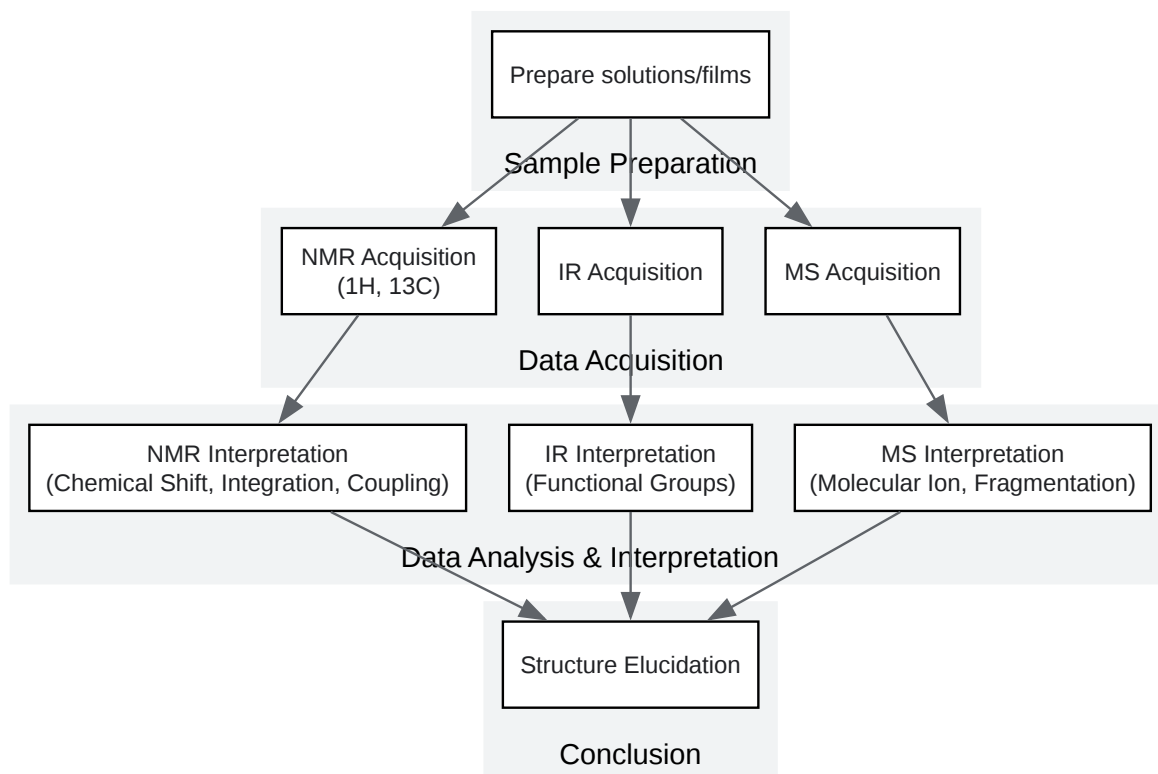 Prepare solutions/films
Sample Preparation
NMR Acquisition
(1H, 13C)
IR Acquisition
MS Acquisition
Data Acquisition
NMR Interpretation
(Chemical Shift, Integration, Coupling)
IR Interpretation
(Functional Groups)
MS Interpretation
(Molecular Ion, Fragmentation)
Data Analysis & Interpretation
Structure Elucidation
Conclusion